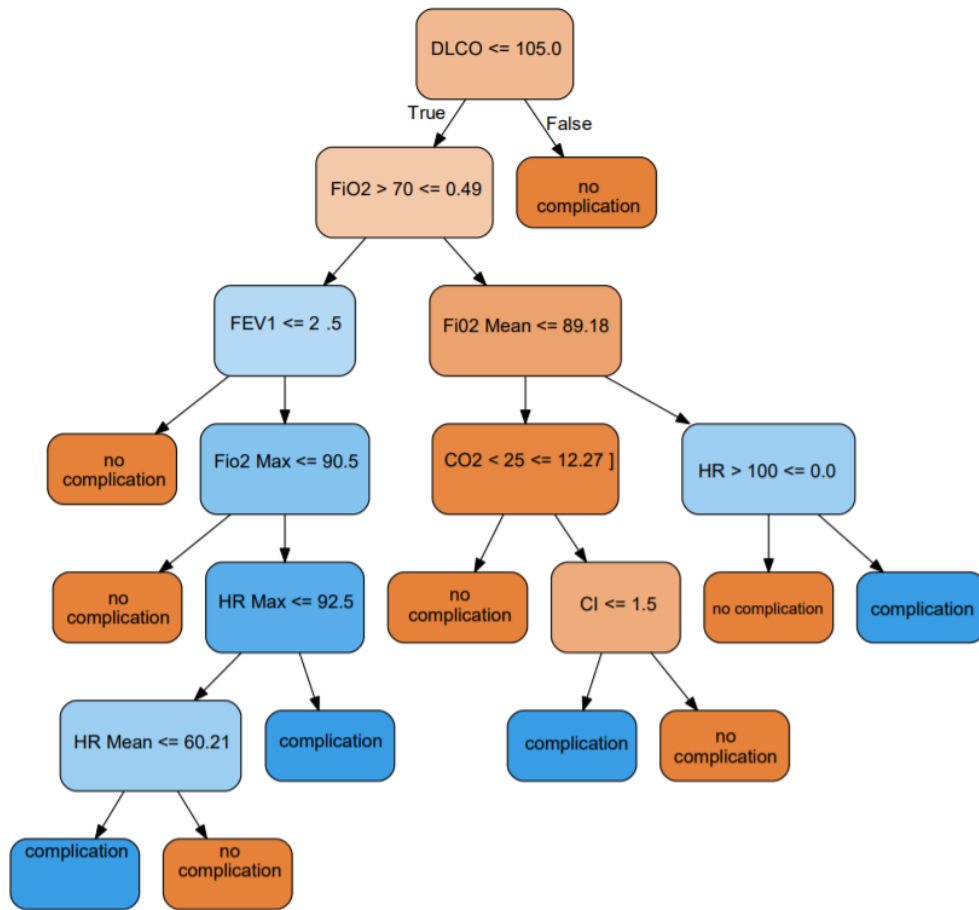 DLCO <= 105.0
True
False
FiO2 > 70 <= 0.49
no
complication
FEV1 <= 2 .5
Fi02 Mean <= 89.18
no
complication
Fio2 Max <= 90.5
CO2 < 25 <= 12.27 ]
HR > 100 <= 0.0
no
complication
HR Max <= 92.5
no
complication
CI <= 1.5
no complication
complication
HR Mean <= 60.21
complication
complication
no
complication
complication
no
complication